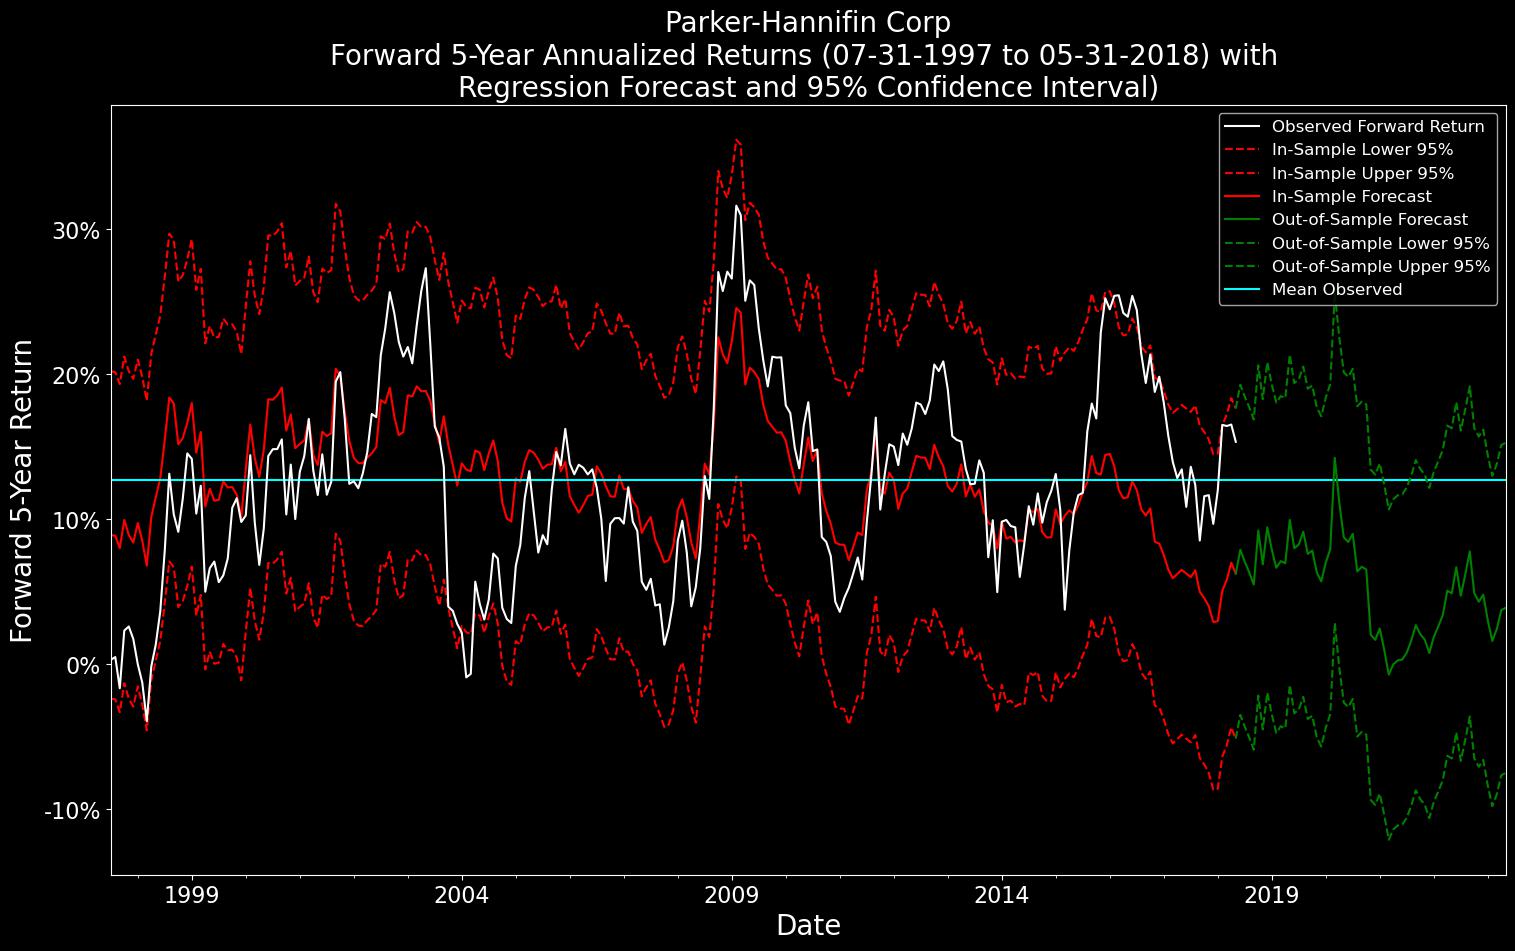 Parker-Hannifin Corp
Forward 5-Year Annualized Returns (07-31-1997 to 05-31-2018) with
Regression Forecast and 95% Confidence Interval)
Observed Forward Return
In-Sample Lower 95%
In-Sample Upper 95%
In-Sample Forecast
Out-of-Sample Forecast
Out-of-Sample Lower 95%
Out-of-Sample Upper 95%
Mean Observed
Forward 5-Year Return
30%
20%
10%
0%
-10%
1999
2004
2009
2014
2019
Date